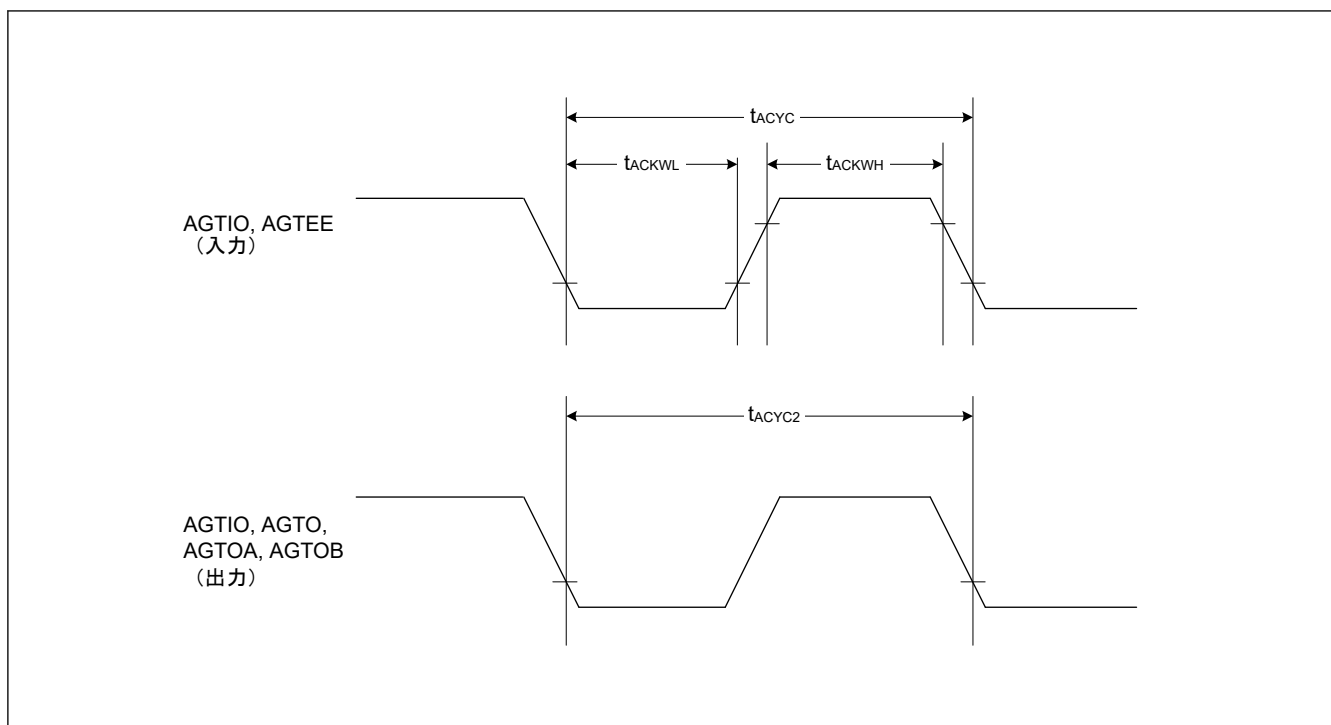 tACYC
tACKWL
tACKWH
AGTIO, AGTEE
（入力）
tACYC2
AGTIO, AGTO,
AGTOA, AGTOB
（出力）